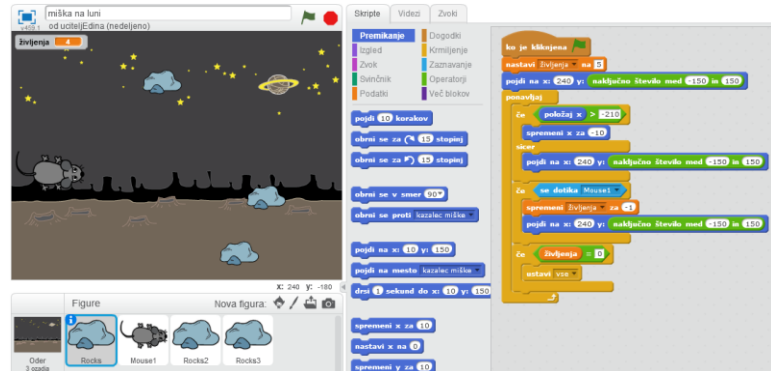 miška na luni
v459.1
od uciteljEdina (nedeljeno)
življenja 4
x: 240 y: -180
Figure
Nova figura:
Oder
3 ozadja
Rocks
Mouse1
Rocks2
Rocks3
Skripte
Videzi
Zvoki
Premikanje
Dogodki
Izgled
Krmiljenje
Zvok
Zaznavanje
Svinčnik
Operatorji
Podatki
Več blokov
pojdi 10 korakov
obrni se za 15 stopinj
obrni se za 15 stopinj
obrni se v smer 90
obrni se proti kazalec miške
pojdi na x: 10 y: 150
pojdi na mesto kazalec miške
drsi 1 sekund do x: 10 y: 150
spremeni x za 10
nastavi x na 0
spremeni y za 10
ko je kliknjena
nastavi življenja na 5
pojdi na x: 240 y: naključno število med -150 in 150
ponavljaj
če položaj x > -210
spremeni x za -10
sicer
pojdi na x: 240 y: naključno število med -150 in 150
če se dotika Mouse1
spremeni življenja za -1
pojdi na x: 240 y: naključno število med -150 in 150
če življenja = 0
ustavi vse